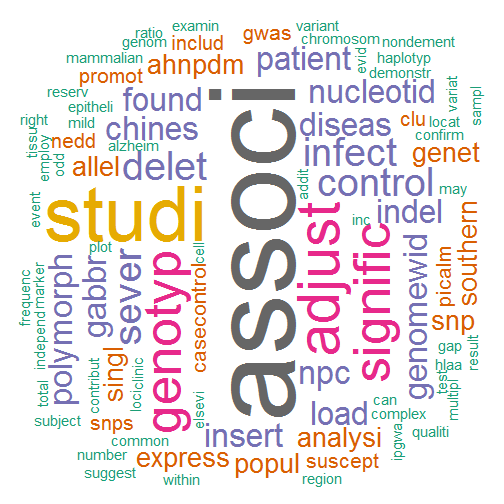 ratio
examin
variant
genom
includ
gwas
chromosom
nondement
mammalian
ahnpdm
patient
evid
haplotyp
promot
demonstr
reserv
found
nucleotid
variat
sampl
epitheli
right
mild
chines
diseas
clu
locat
confirm
tissu
employ
nedd
alzheim
odd
allel
delet
infect
genet
addit
control
may
event
studi
associ
adjust
inc
indel
signific
genomewid
southern
plot
cell
frequenc
independ
marker
polymorph
gabbr
sever
genotyp
casecontrol
picalm
snp
gap
result
hlaa
test
multipl
total
contribut
singl
lociclinic
npc
can
complex
subject
snps
elsevi
load
ipgwa
qualiti
common
insert
analysi
number
express
popul
suscept
suggest
within
region